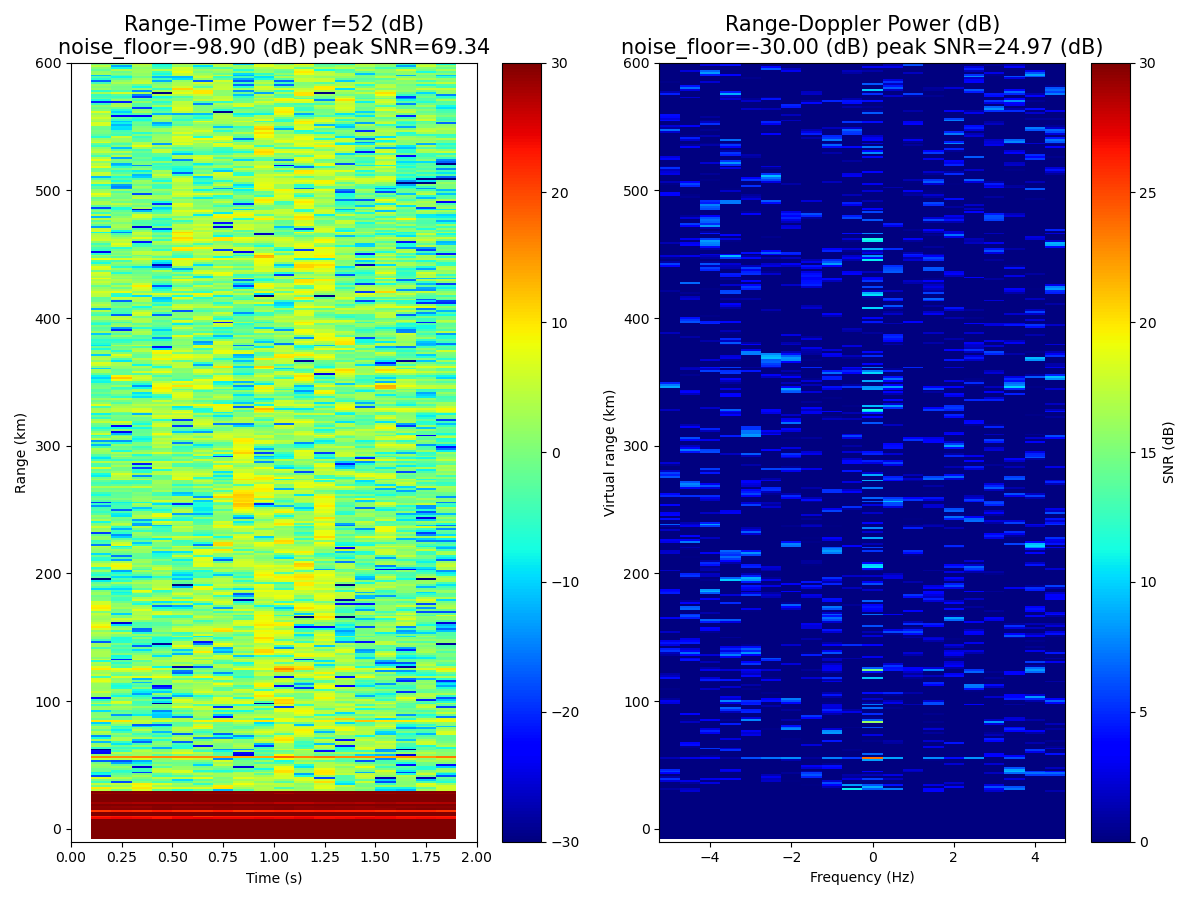 Range-Time Power f=52 (dB)
noise_floor=-98.90 (dB) peak SNR=69.34
600
500
400
300
200
100
0
Range (km)
0.00 0.25 0.50 0.75 1.00 1.25 1.50 1.75 2.00
Time (s)
30
20
10
0
−10
−20
−30
Range-Doppler Power (dB)
noise_floor=-30.00 (dB) peak SNR=24.97 (dB)
600
500
400
300
200
100
0
Virtual range (km)
−4 −2 0 2 4
Frequency (Hz)
30
25
20
15
10
5
0
SNR (dB)